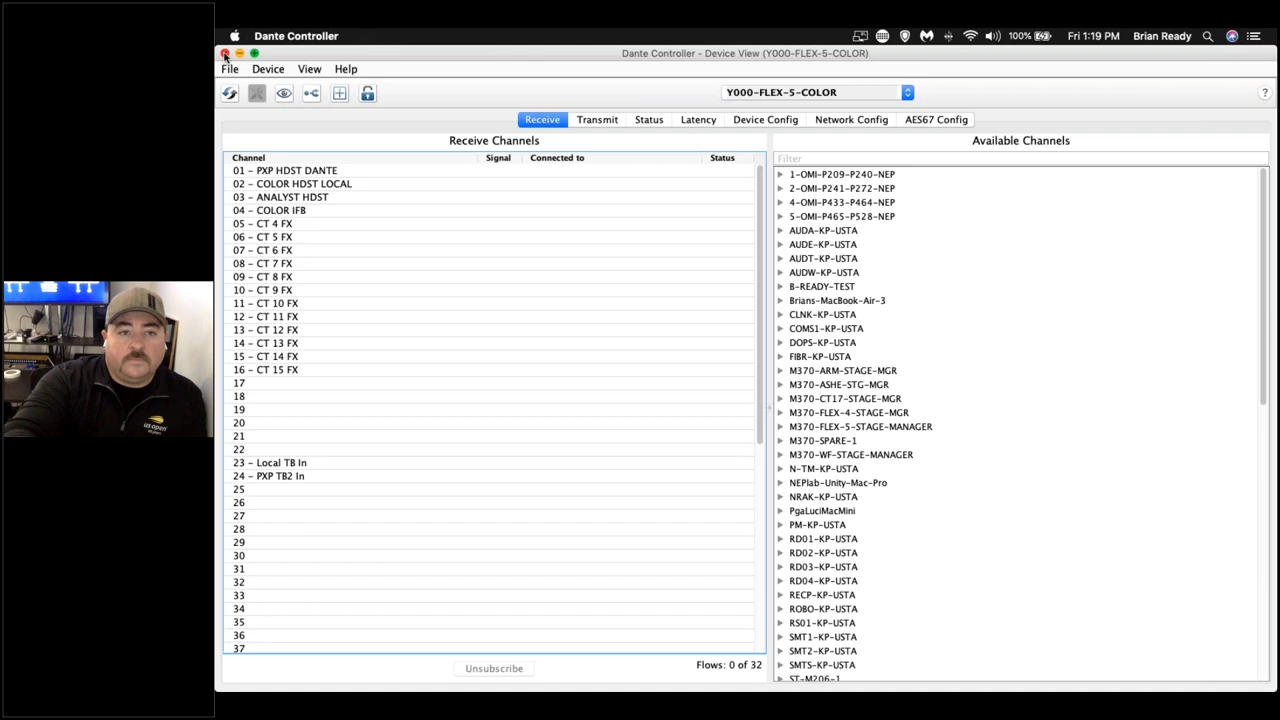 Dante Controller
100%
Fri 1:19 PM
Brian Ready
Dante Controller - Device View (Y000-FLEX-5-COLOR)
File Device View Help
Y000-FLEX-5-COLOR
?
Receive Transmit Status Latency Device Config Network Config AES67 Config
Receive Channels
Channel Signal Connected to Status
01 - PXP HDST DANTE
02 - COLOR HDST LOCAL
03 - ANALYST HDST
04 - COLOR IFB
05 - CT 4 FX
06 - CT 5 FX
07 - CT 6 FX
08 - CT 7 FX
09 - CT 8 FX
10 - CT 9 FX
11 - CT 10 FX
12 - CT 11 FX
13 - CT 12 FX
14 - CT 13 FX
15 - CT 14 FX
16 - CT 15 FX
17
18
19
20
21
22
23 - Local TB In
24 - PXP TB2 In
25
26
27
28
29
30
31
32
33
34
35
36
37
Unsubscribe
Flows: 0 of 32
Available Channels
Filter
1-OMI-P209-P240-NEP
2-OMI-P241-P272-NEP
4-OMI-P433-P464-NEP
5-OMI-P465-P528-NEP
AUDA-KP-USTA
AUDE-KP-USTA
AUDT-KP-USTA
AUDW-KP-USTA
B-READY-TEST
Brians-MacBook-Air-3
CLNK-KP-USTA
COMS1-KP-USTA
DOPS-KP-USTA
FIBR-KP-USTA
M370-ARM-STAGE-MGR
M370-ASHE-STG-MGR
M370-CT17-STAGE-MGR
M370-FLEX-4-STAGE-MGR
M370-FLEX-5-STAGE-MANAGER
M370-SPARE-1
M370-WF-STAGE-MANAGER
N-TM-KP-USTA
NEPlab-Unity-Mac-Pro
NRAK-KP-USTA
PgaLuciMacMini
PM-KP-USTA
RD01-KP-USTA
RD02-KP-USTA
RD03-KP-USTA
RD04-KP-USTA
RECP-KP-USTA
ROBO-KP-USTA
RS01-KP-USTA
SMT1-KP-USTA
SMT2-KP-USTA
SMTS-KP-USTA
ST-M206-1
us open